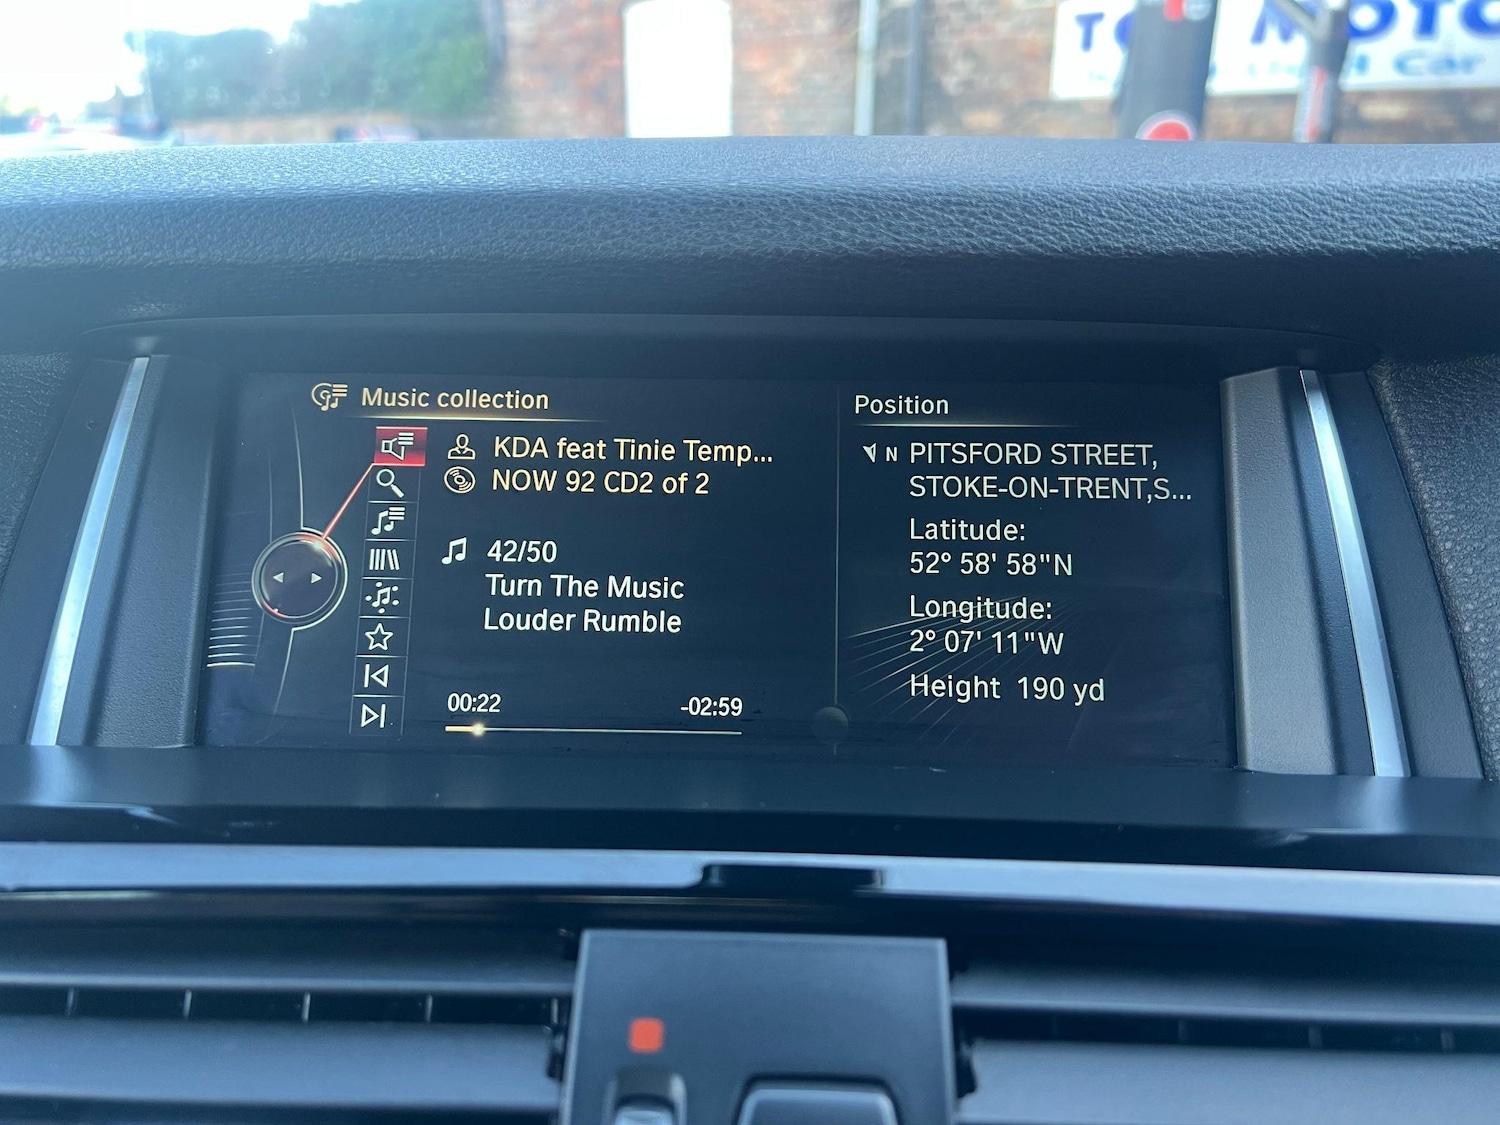 MOTO
Car
Music collection
KDA feat Tinie Temp...
NOW 92 CD2 of 2
42/50
Turn The Music
Louder Rumble
00:22
-02:59
Position
N PITSFORD STREET,
STOKE-ON-TRENT,S...
Latitude:
52° 58' 58"N
Longitude:
2° 07' 11"W
Height 190 yd